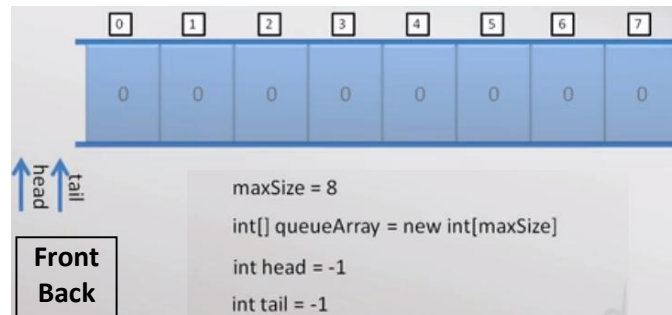 0 1 2 3 4 5 6 7
0 0 0 0 0 0 0 0
head tail
maxSize = 8
int[] queueArray = new int[maxSize]
int head = -1
int tail = -1
Front
Back